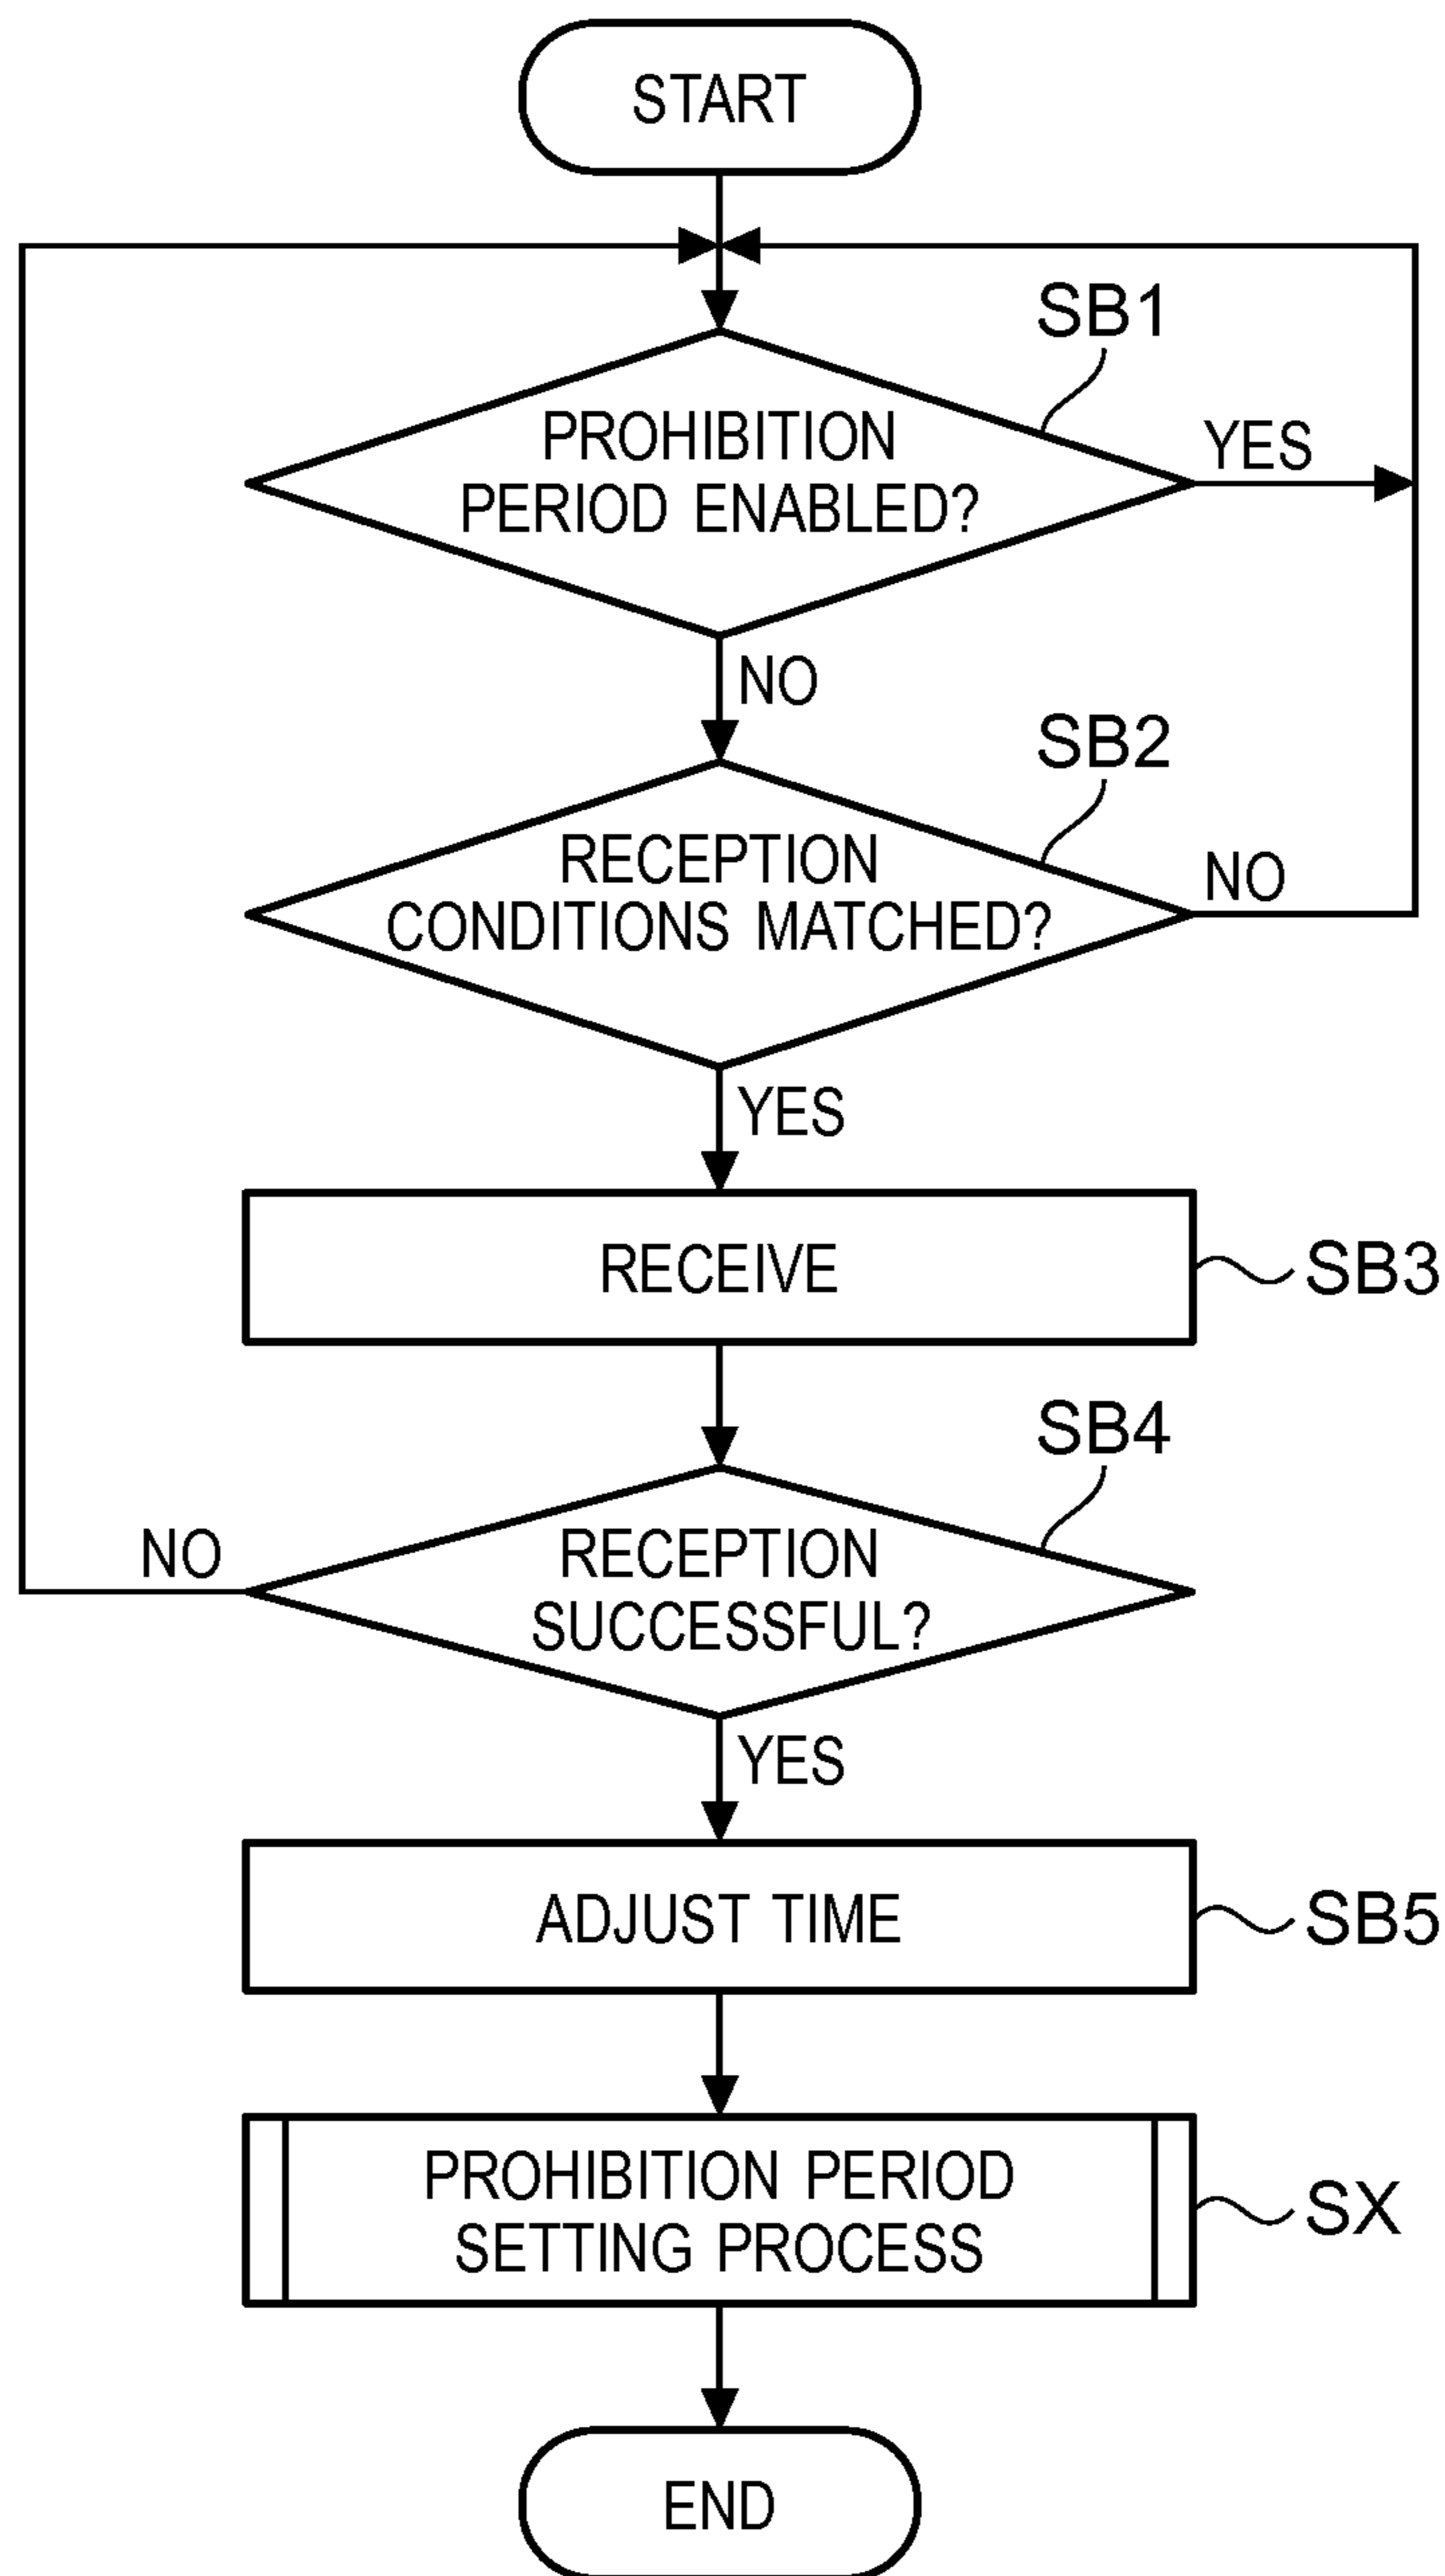 START
SB1
PROHIBITION
PERIOD ENABLED?
YES
NO
SB2
RECEPTION
CONDITIONS MATCHED?
NO
YES
RECEIVE
SB3
SB4
RECEPTION
SUCCESSFUL?
NO
YES
ADJUST TIME
SB5
PROHIBITION PERIOD
SETTING PROCESS
SX
END